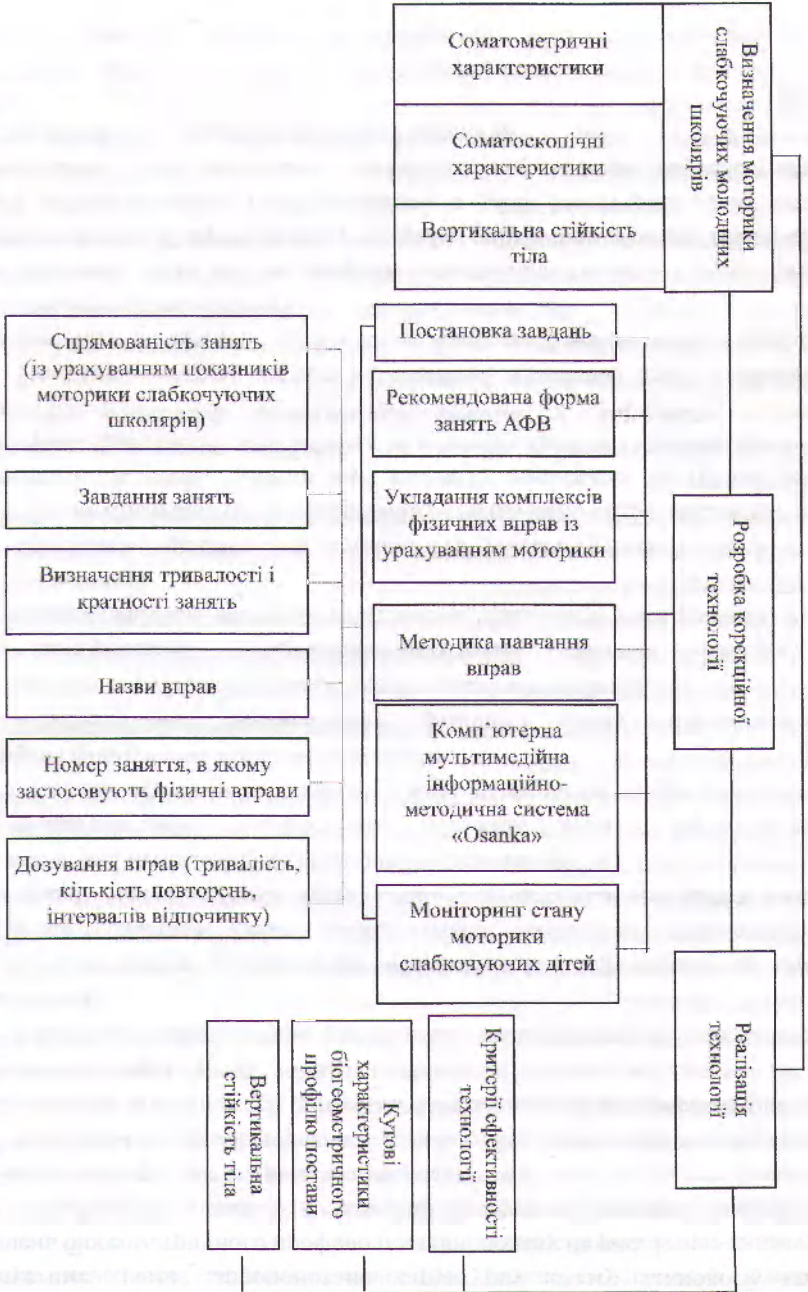 Визначення моторики
слабкочуючих молодших
школярів
Соматометричні
характеристики
Соматоскопічні
характеристики
Вертикальна стійкість
тіла
Розробка корекційної
технології
Постановка завдань
Рекомендована форма
занять АФВ
Укладання комплексів
фізичних вправ із
урахуванням моторики
Методика навчання
вправ
Комп'ютерна
мультимедійна
інформаційно-
методична система
«Osanka»
Моніторинг стану
моторики
слабкочуючих дітей
Спрямованість занять
(із урахуванням показників
моторики слабкочуючих
школярів)
Завдання занять
Визначення тривалості і
кратності занять
Назви вправ
Номер заняття, в якому
застосовують фізичні вправи
Дозування вправ (тривалість,
кількість повторень,
інтервалів відпочинку)
Реалізація
технології
Критерії ефективності
технології
Кутові
характеристики
біогеометричного
профілю постави
Вертикальна
стійкість тіла